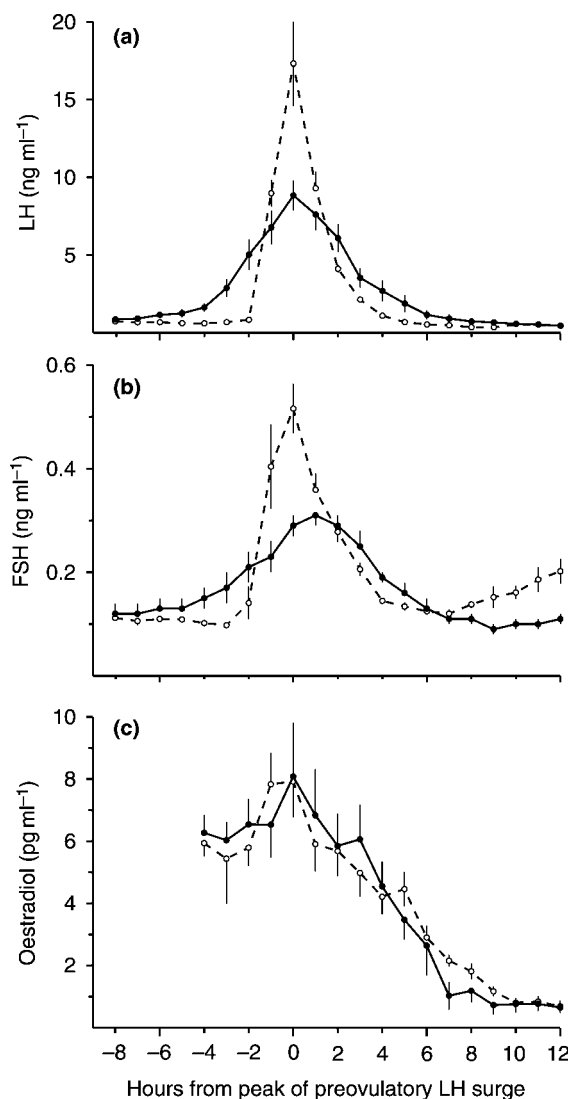 (a)
20
15
10
5
LH (ng ml⁻¹)
(b)
0.6
0.4
0.2
FSH (ng ml⁻¹)
(c)
10
8
6
4
2
Oestradiol (pg ml⁻¹)
−8 −6 −4 −2 0 2 4 6 8 10 12
Hours from peak of preovulatory LH surge